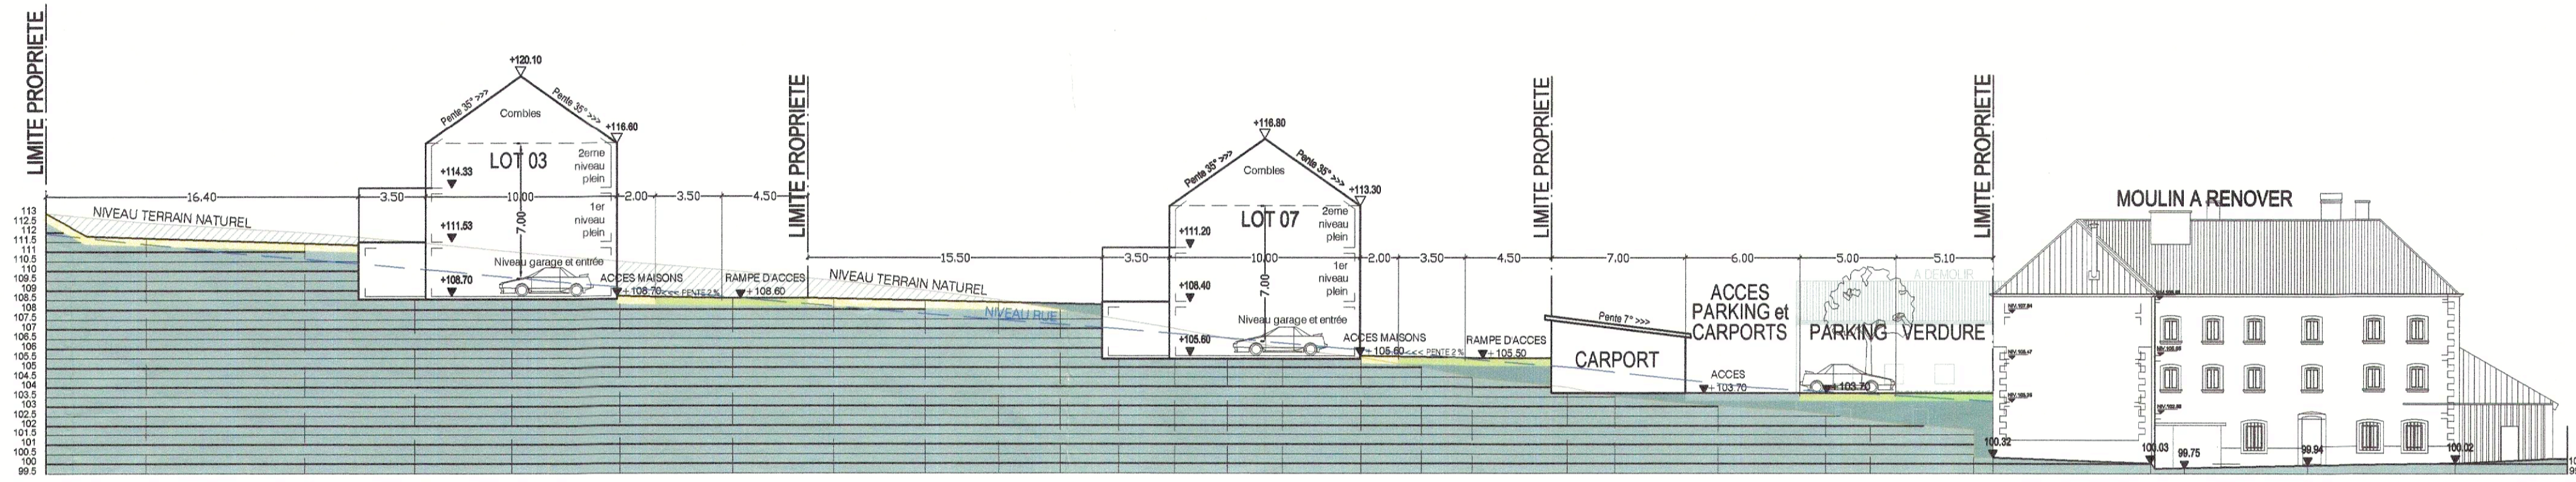 LIMITE PROPRIETE
+120.10
Pente 35° >>>
Pente 35° >>>
Combles
+116.60
LOT 03
2eme
niveau
plein
+114.33
16.40
3.50
10.00
2.00
3.50
4.50
7.00
1er
niveau
plein
+111.53
NIVEAU TERRAIN NATUREL
Niveau garage et entrée
+108.70
ACCES MAISONS
+108.70
<<< PENTE 2%
RAMPE D'ACCES
+108.60
LIMITE PROPRIETE
NIVEAU TERRAIN NATUREL
NIVEAU RUE
+116.80
Pente 35° >>>
Pente 35° >>>
Combles
+113.30
LOT 07
2eme
niveau
plein
+111.20
15.50
3.50
10.00
2.00
3.50
4.50
7.00
1er
niveau
plein
+108.40
Niveau garage et entrée
+105.60
ACCES MAISONS
+105.60
<<< PENTE 2%
RAMPE D'ACCES
+105.50
LIMITE PROPRIETE
7.00
6.00
5.00
5.10
Pente 7° >>>
CARPORT
ACCES
PARKING et
CARPORTS
ACCES
+103.70
A DEMOLIR
PARKING
VERDURE
+103.70
LIMITE PROPRIETE
MOULIN A RENOVER
100.32
100.03
99.75
99.94
100.02
113
112.5
112
111.5
111
110.5
110
109.5
109
108.5
108
107.5
107
106.5
106
105.5
105
104.5
104
103.5
103
102.5
102
101.5
101
100.5
100
99.5